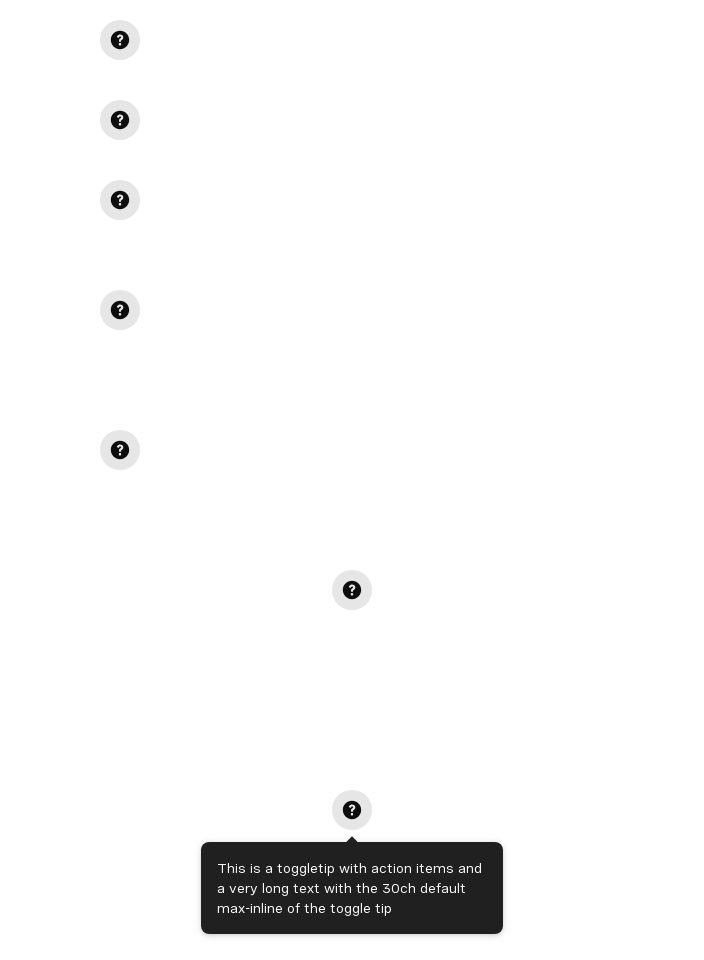 This is a toggletip with action items and
a very long text with the 30ch default
max-inline of the toggle tip